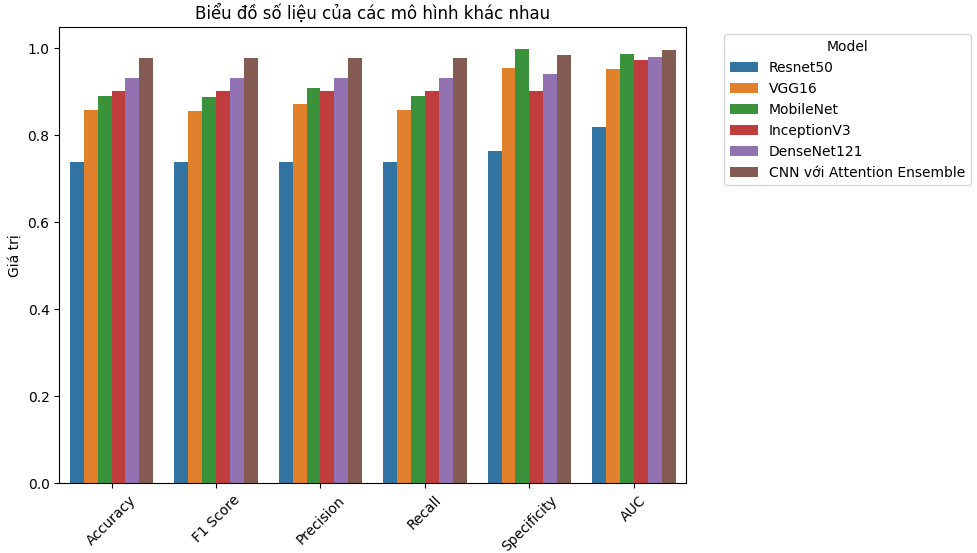 Biểu đồ số liệu của các mô hình khác nhau
Giá trị
1.0
0.8
0.6
0.4
0.2
0.0
Accuracy
F1 Score
Precision
Recall
Specificity
AUC
Model
Resnet50
VGG16
MobileNet
InceptionV3
DenseNet121
CNN với Attention Ensemble